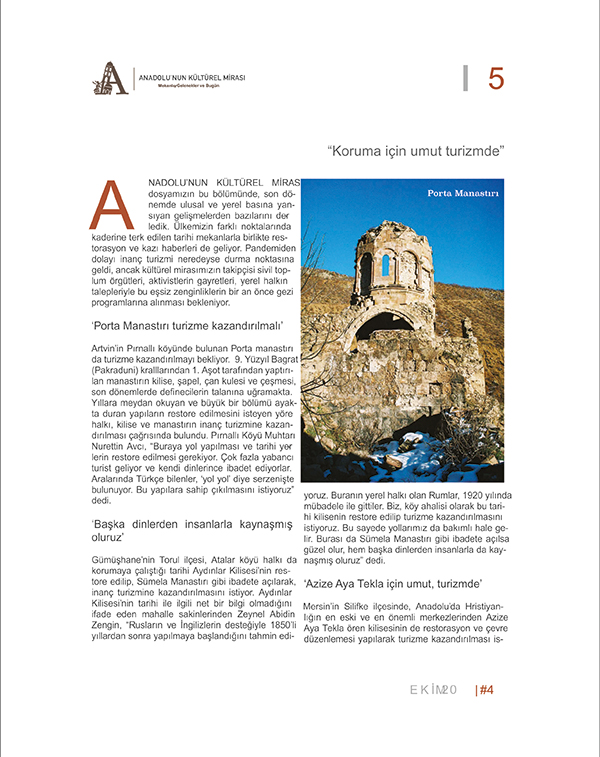 ANADOLU'NUN KÜLTÜREL MİRASI
Mekanlar/Gelenekler ve Bugün
5
“Koruma için umut turizmde”
ANADOLU'NUN KÜLTÜREL MİRAS
dosyamızın bu bölümünde, son dö-
nemde ulusal ve yerel basına yan-
sıyan gelişmelerden bazılarını der
ledik. Ülkemizin farklı noktalarında
kaderine terk edilen tarihi mekanlarla birlikte res-
torasyon ve kazı haberleri de geliyor. Pandemiden
dolayı inanç turizmi neredeyse durma noktasına
geldi, ancak kültürel mirasımızın takipçisi sivil top-
lum örgütleri, aktivistlerin gayretleri, yerel halkın
talepleriyle bu eşsiz zenginliklerin bir an önce gezi
programlarına alınması bekleniyor.
‘Porta Manastırı turizme kazandırılmalı’
Artvin’in Pırnallı köyünde bulunan Porta manastırı
da turizme kazandırılmayı bekliyor. 9. Yüzyıl Bagrat
(Pakraduni) kralllarından 1. Aşot tarafından yaptırı-
lan manastırın kilise, şapel, çan kulesi ve çeşmesi,
son dönemlerde definecilerin talanına uğramakta.
Yıllara meydan okuyan ve büyük bir bölümü ayak-
ta duran yapıların restore edilmesini isteyen yöre
halkı, kilise ve manastırın inanç turizmine kazan-
dırılması çağrısında bulundu. Pırnallı Köyü Muhtarı
Nurettin Avcı, “Buraya yol yapılması ve tarihi yer
lerin restore edilmesi gerekiyor. Çok fazla yabancı
turist geliyor ve kendi dinlerince ibadet ediyorlar.
Aralarında Türkçe bilenler, ‘yol yol’ diye serzenişte
bulunuyor. Bu yapılara sahip çıkılmasını istiyoruz”
dedi.
‘Başka dinlerden insanlarla kaynaşmış
oluruz’
Gümüşhane’nin Torul ilçesi, Atalar köyü halkı da
korumaya çalıştığı tarihi Aydınlar Kilisesi’nin res-
tore edilip, Sümela Manastırı gibi ibadete açılarak,
inanç turizmine kazandırılmasını istiyor. Aydınlar
Kilisesi’nin tarihi ile ilgili net bir bilgi olmadığını
ifade eden mahalle sakinlerinden Zeynel Abidin
Zengin, “Rusların ve İngilizlerin desteğiyle 1850’li
yıllardan sonra yapılmaya başlandığını tahmin edi-
Porta Manastırı
yoruz. Buranın yerel halkı olan Rumlar, 1920 yılında
mübadele ile gittiler. Biz, köy ahalisi olarak bu tari-
hi kilisenin restore edilip turizme kazandırılmasını
istiyoruz. Bu sayede yollarımız da bakımlı hale ge-
lir. Burası da Sümela Manastırı gibi ibadete açılsa
güzel olur, hem başka dinlerden insanlarla da kay-
naşmış oluruz” dedi.
‘Azize Aya Tekla için umut, turizmde’
Mersin’in Silifke ilçesinde, Anadolu’da Hristiyan-
lığın en eski ve en önemli merkezlerinden Azize
Aya Tekla ören kilisesinin de restorasyon ve çevre
düzenlemesi yapılarak turizme kazandırılması is-
EKİM20 |#4